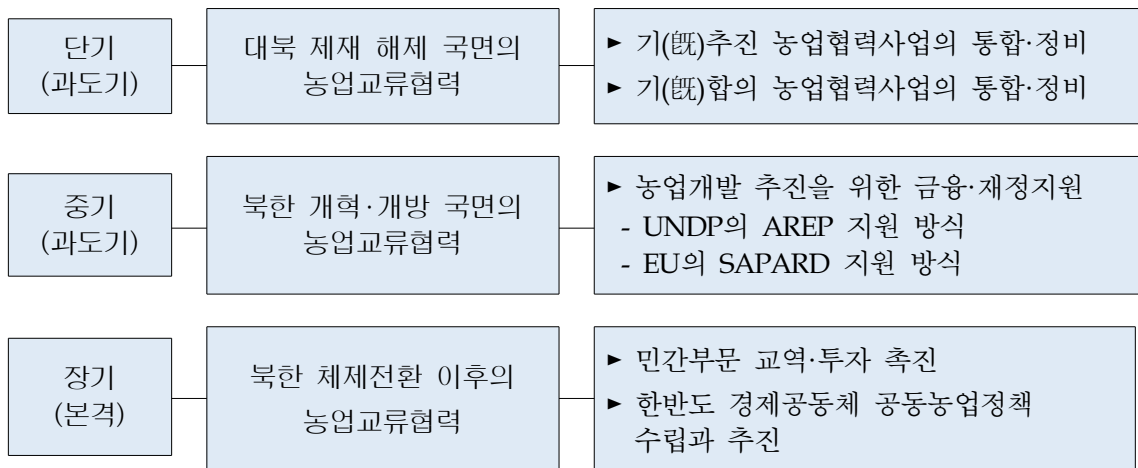 단기
(과도기)
대북 제재 해제 국면의
농업교류협력
► 기(旣)추진 농업협력사업의 통합·정비
► 기(旣)합의 농업협력사업의 통합·정비
중기
(과도기)
북한 개혁·개방 국면의
농업교류협력
► 농업개발 추진을 위한 금융·재정지원
- UNDP의 AREP 지원 방식
- EU의 SAPARD 지원 방식
장기
(본격)
북한 체제전환 이후의
농업교류협력
► 민간부문 교역·투자 촉진
► 한반도 경제공동체 공동농업정책
수립과 추진